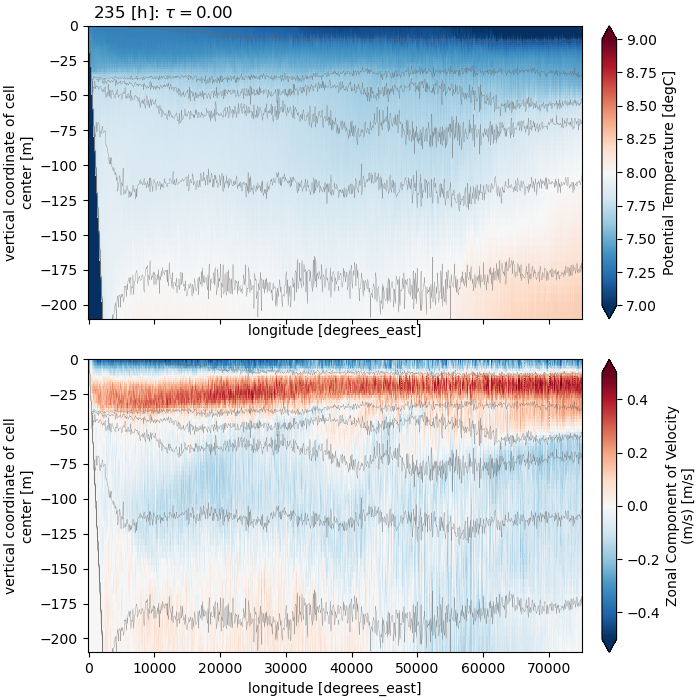 235 [h]: τ = 0.00
0
−25
−50
−75
−100
−125
−150
−175
−200
vertical coordinate of cell
center [m]
longitude [degrees_east]
9.00
8.75
8.50
8.25
8.00
7.75
7.50
7.25
7.00
Potential Temperature [degC]
0
−25
−50
−75
−100
−125
−150
−175
−200
vertical coordinate of cell
center [m]
0 10000 20000 30000 40000 50000 60000 70000
longitude [degrees_east]
0.4
0.2
0.0
−0.2
−0.4
Zonal Component of Velocity
(m/s) [m/s]